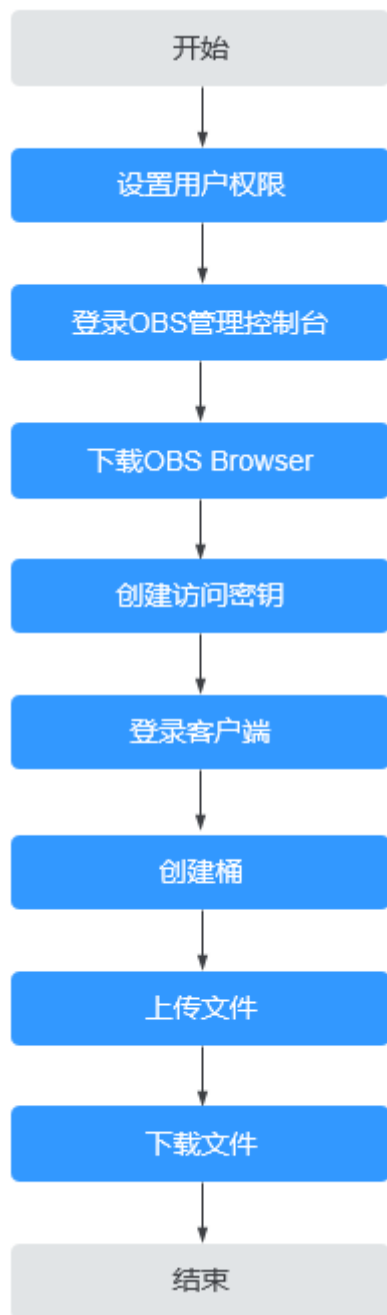 开始
设置用户权限
登录OBS管理控制台
下载OBS Browser
创建访问密钥
登录客户端
创建桶
上传文件
下载文件
结束